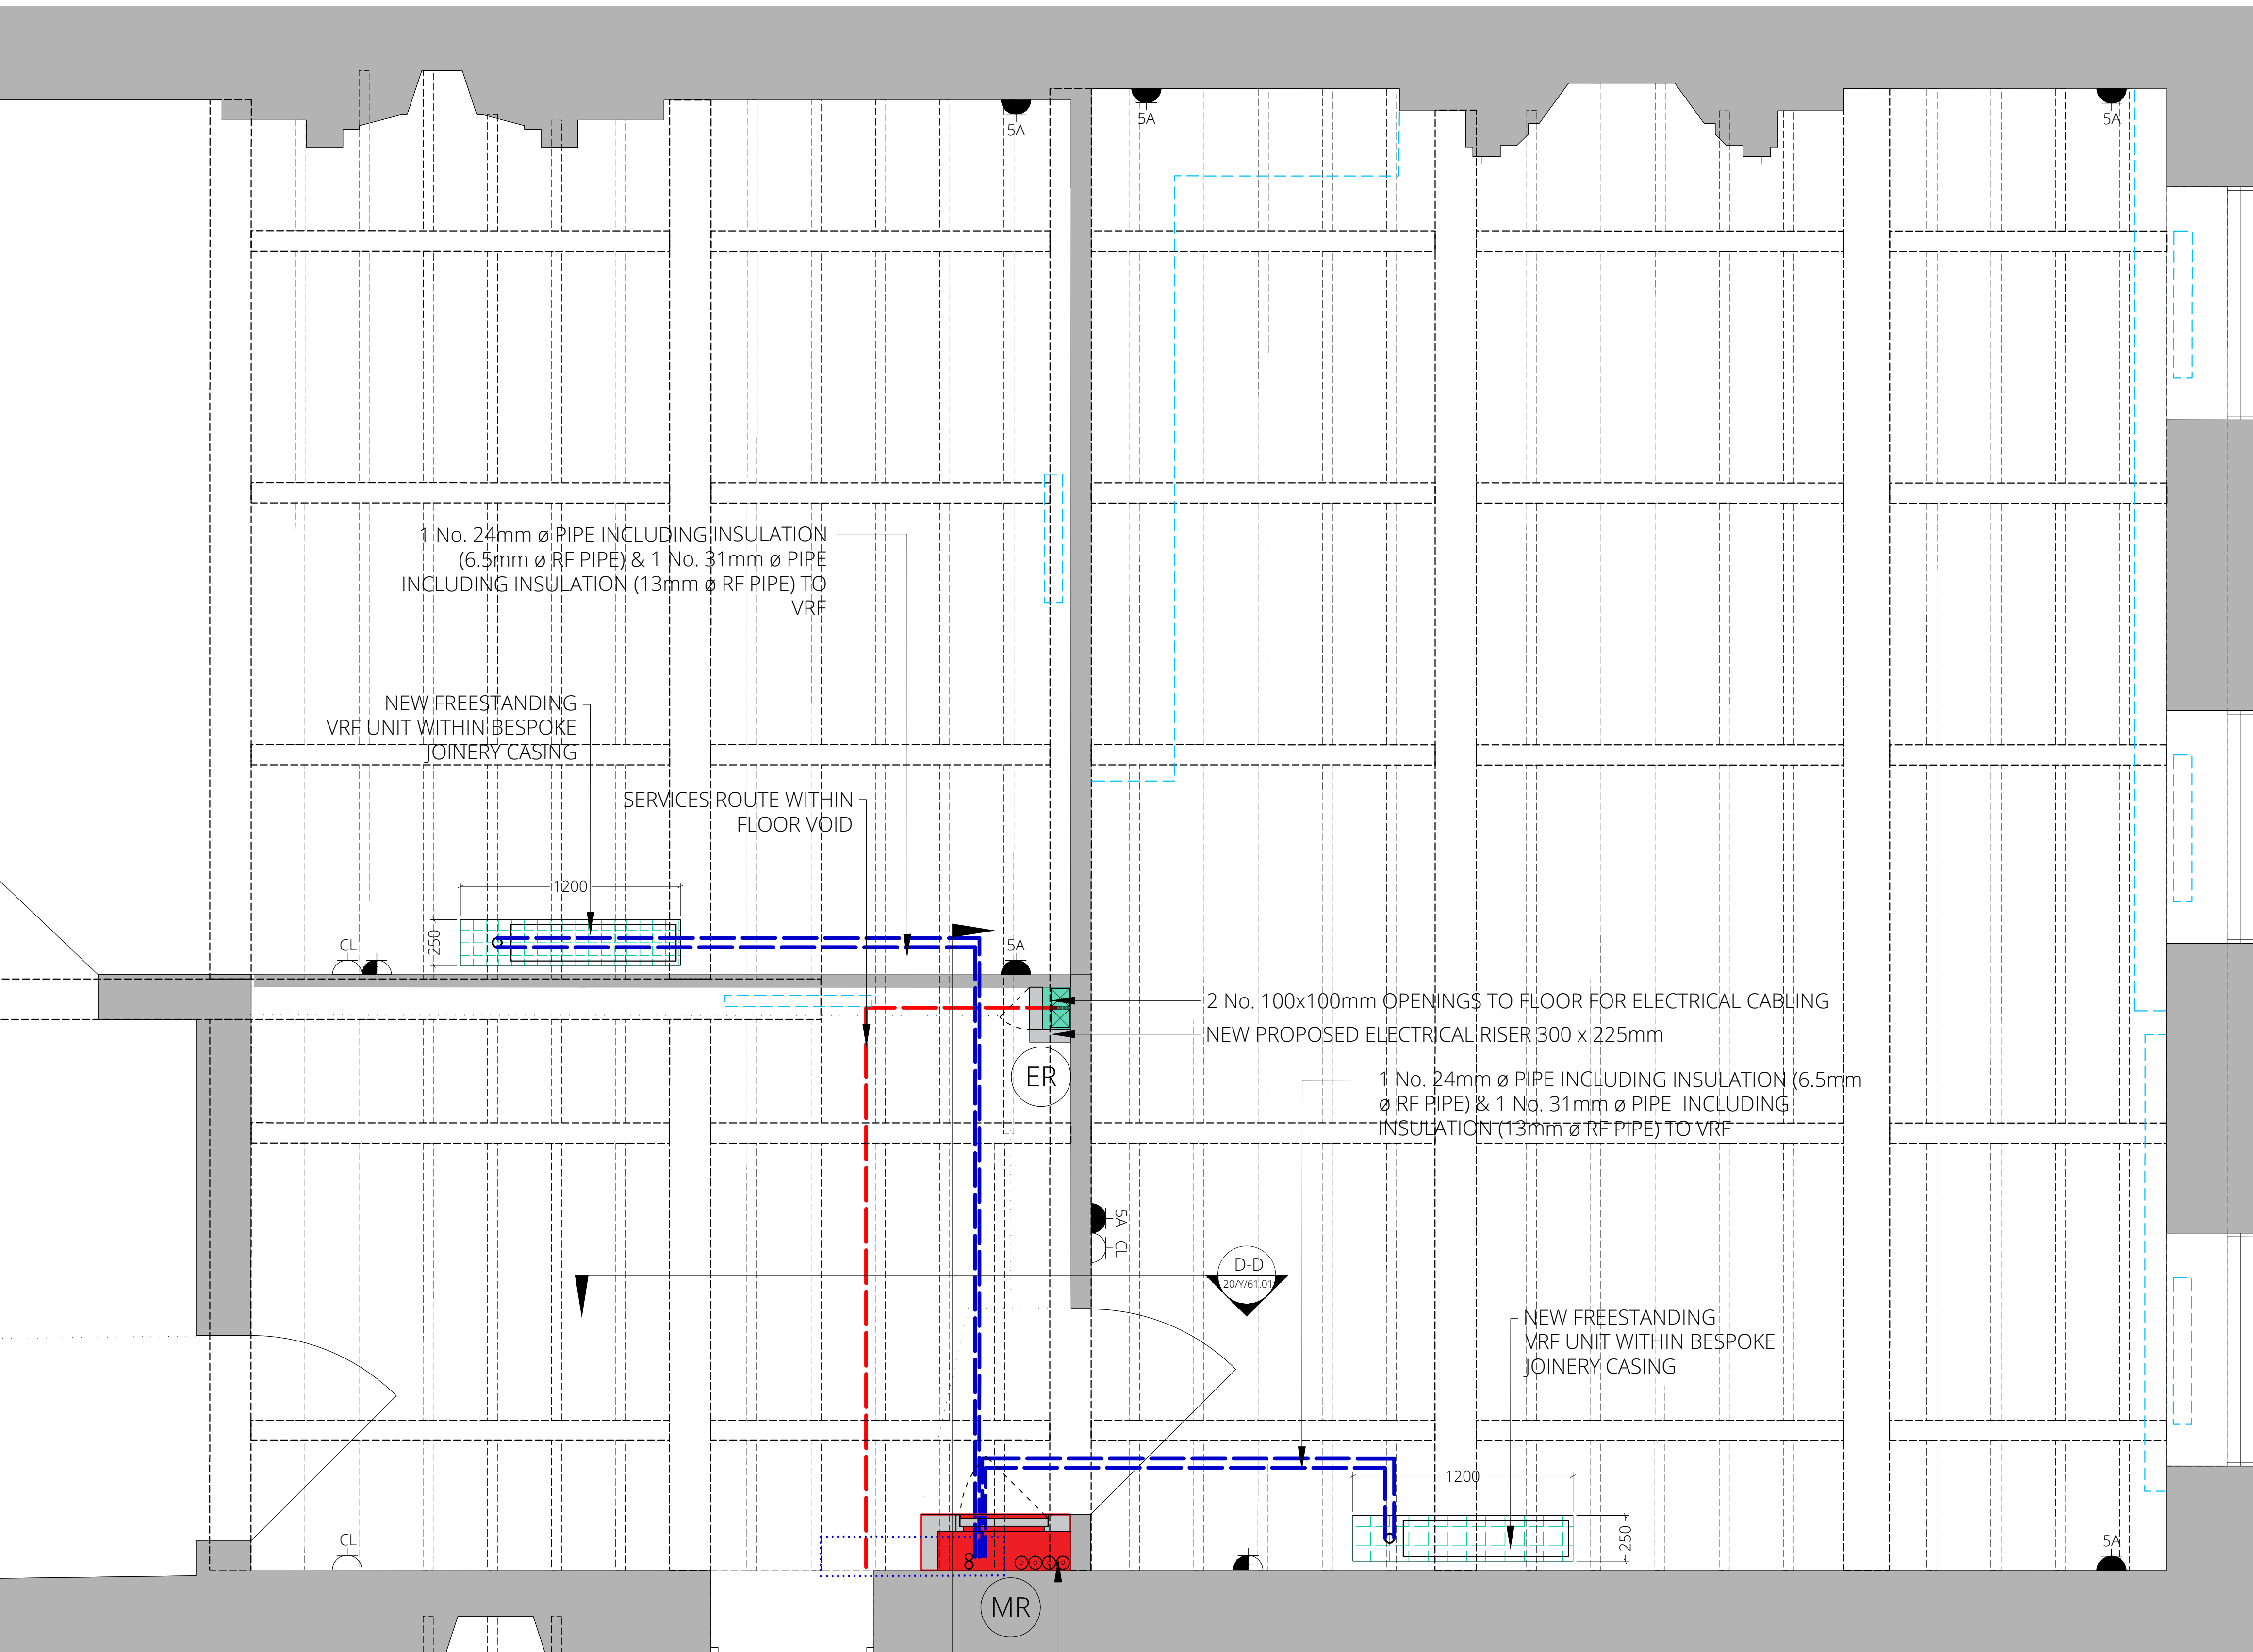 5A
5A
5A
1 No. 24mm ø PIPE INCLUDING INSULATION
(6.5mm ø RF PIPE) & 1 No. 31mm ø PIPE
INCLUDING INSULATION (13mm ø RF PIPE) TO
VRF
NEW FREESTANDING
VRF UNIT WITHIN BESPOKE
JOINERY CASING
SERVICES ROUTE WITHIN
FLOOR VOID
1200
250
CL
5A
2 No. 100x100mm OPENINGS TO FLOOR FOR ELECTRICAL CABLING
NEW PROPOSED ELECTRICAL RISER 300 x 225mm
ER
1 No. 24mm ø PIPE INCLUDING INSULATION (6.5mm
ø RF PIPE) & 1 No. 31mm ø PIPE INCLUDING
INSULATION (13mm ø RF PIPE) TO VRF
5A
CL
D-D
20/Y/61.01
NEW FREESTANDING
VRF UNIT WITHIN BESPOKE
JOINERY CASING
1200
250
CL
5A
MR